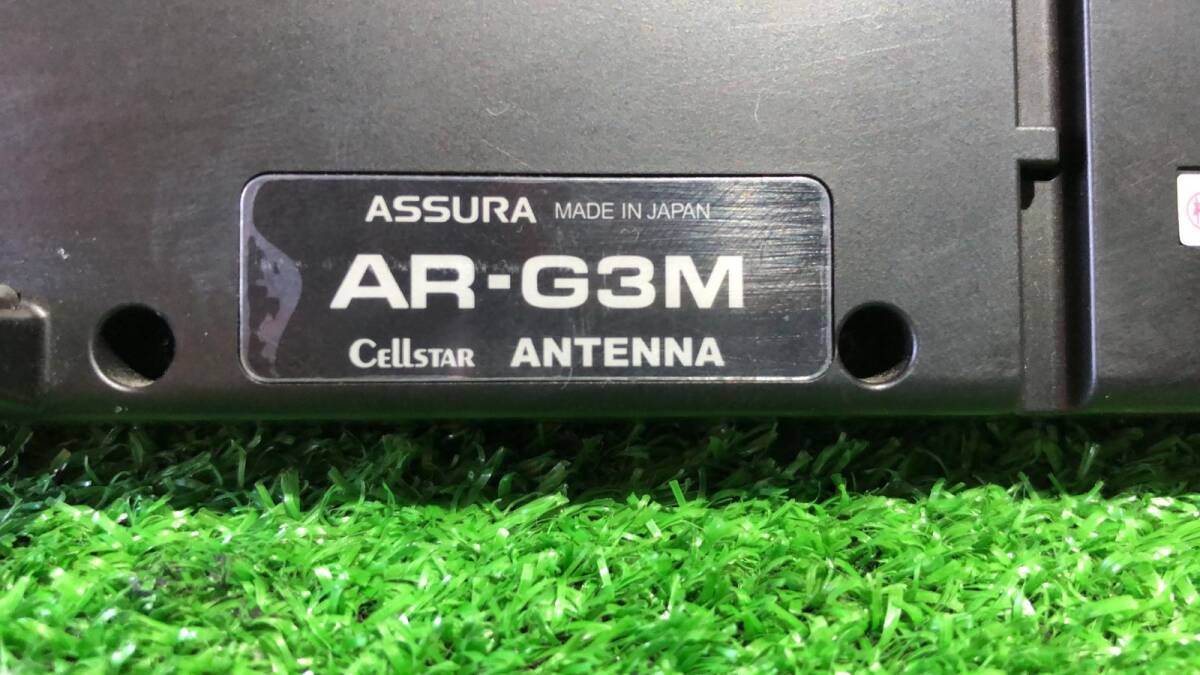 ASSURA MADE IN JAPAN
AR-G3M
CELLSTAR ANTENNA